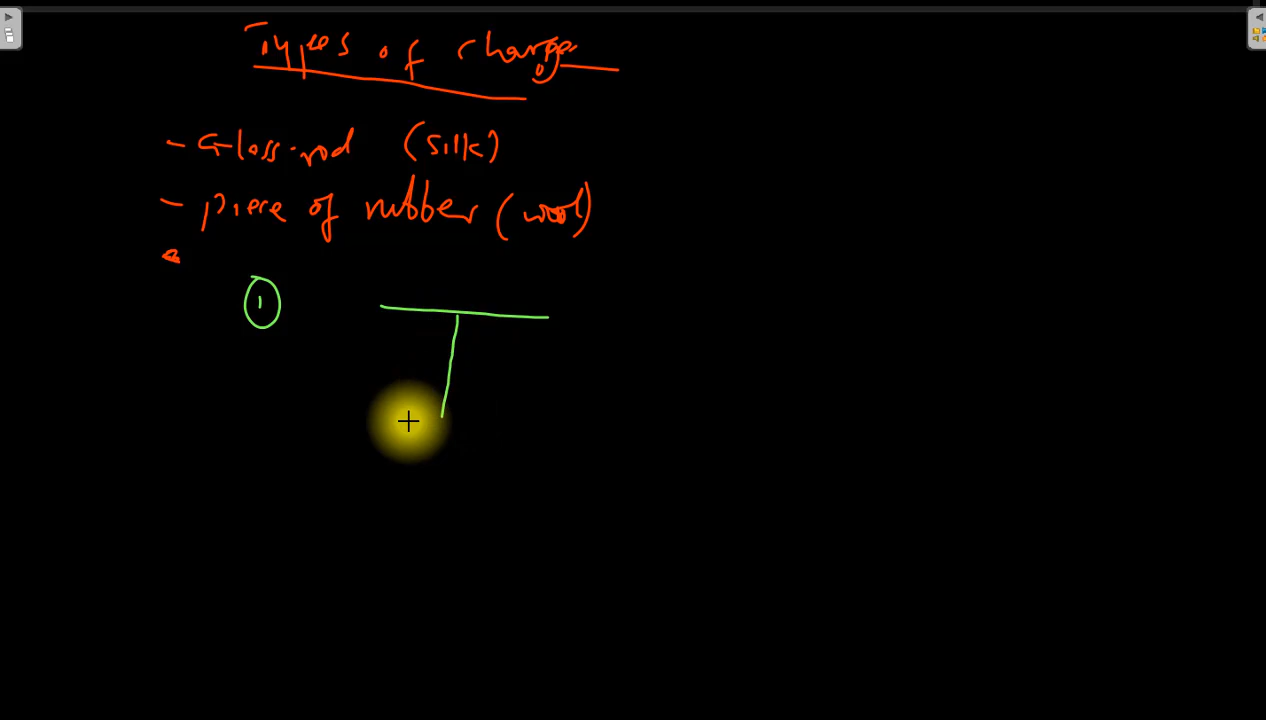 Types of charge
- Glass-rod (silk)
- piece of rubber (wool)
1